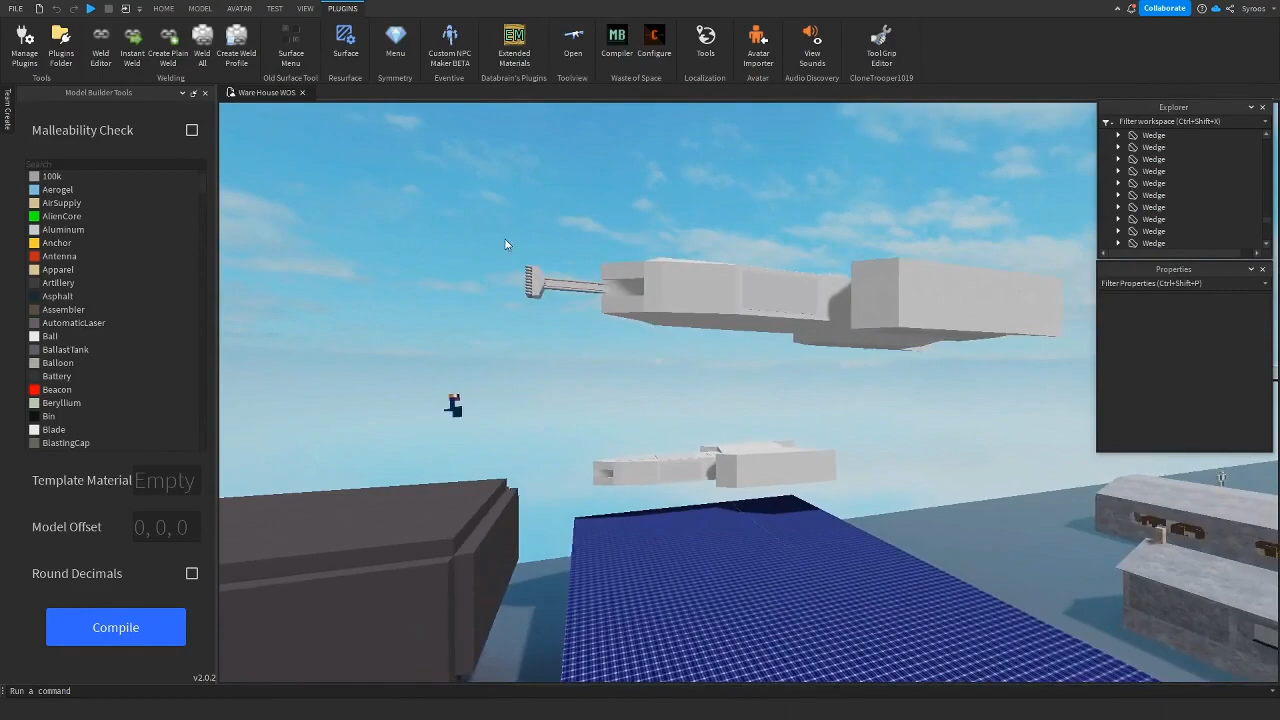 FILE HOME MODEL AVATAR TEST VIEW PLUGINS Collaborate Syroos
Manage Plugins
Plugins Folder
Weld Editor
Instant Weld
Create Plain Weld
Weld All
Create Weld Profile
Surface Menu
Surface
Menu
Custom NPC Maker BETA
Extended Materials
Open
MB Compiler
C Configure
Tools
Avatar Importer
View Sounds
Tool Grip Editor
Tools Welding Old Surface Tool Resurface Symmetry Eventive Databrain's Plugins Toolview Waste of Space Localization Avatar Audio Discovery CloneTrooper1019
Team Create
Model Builder Tools
Ware House WOS
Malleability Check
Search
100k
Aerogel
AirSupply
AlienCore
Aluminum
Anchor
Antenna
Apparel
Artillery
Asphalt
Assembler
AutomaticLaser
Ball
BallastTank
Balloon
Battery
Beacon
Beryllium
Bin
Blade
BlastingCap
Template Material Empty
Model Offset 0, 0, 0
Round Decimals
Compile
v2.0.2
Explorer
Filter workspace (Ctrl+Shift+X)
Wedge
Wedge
Wedge
Wedge
Wedge
Wedge
Wedge
Wedge
Wedge
Wedge
Properties
Filter Properties (Ctrl+Shift+P)
Run a command